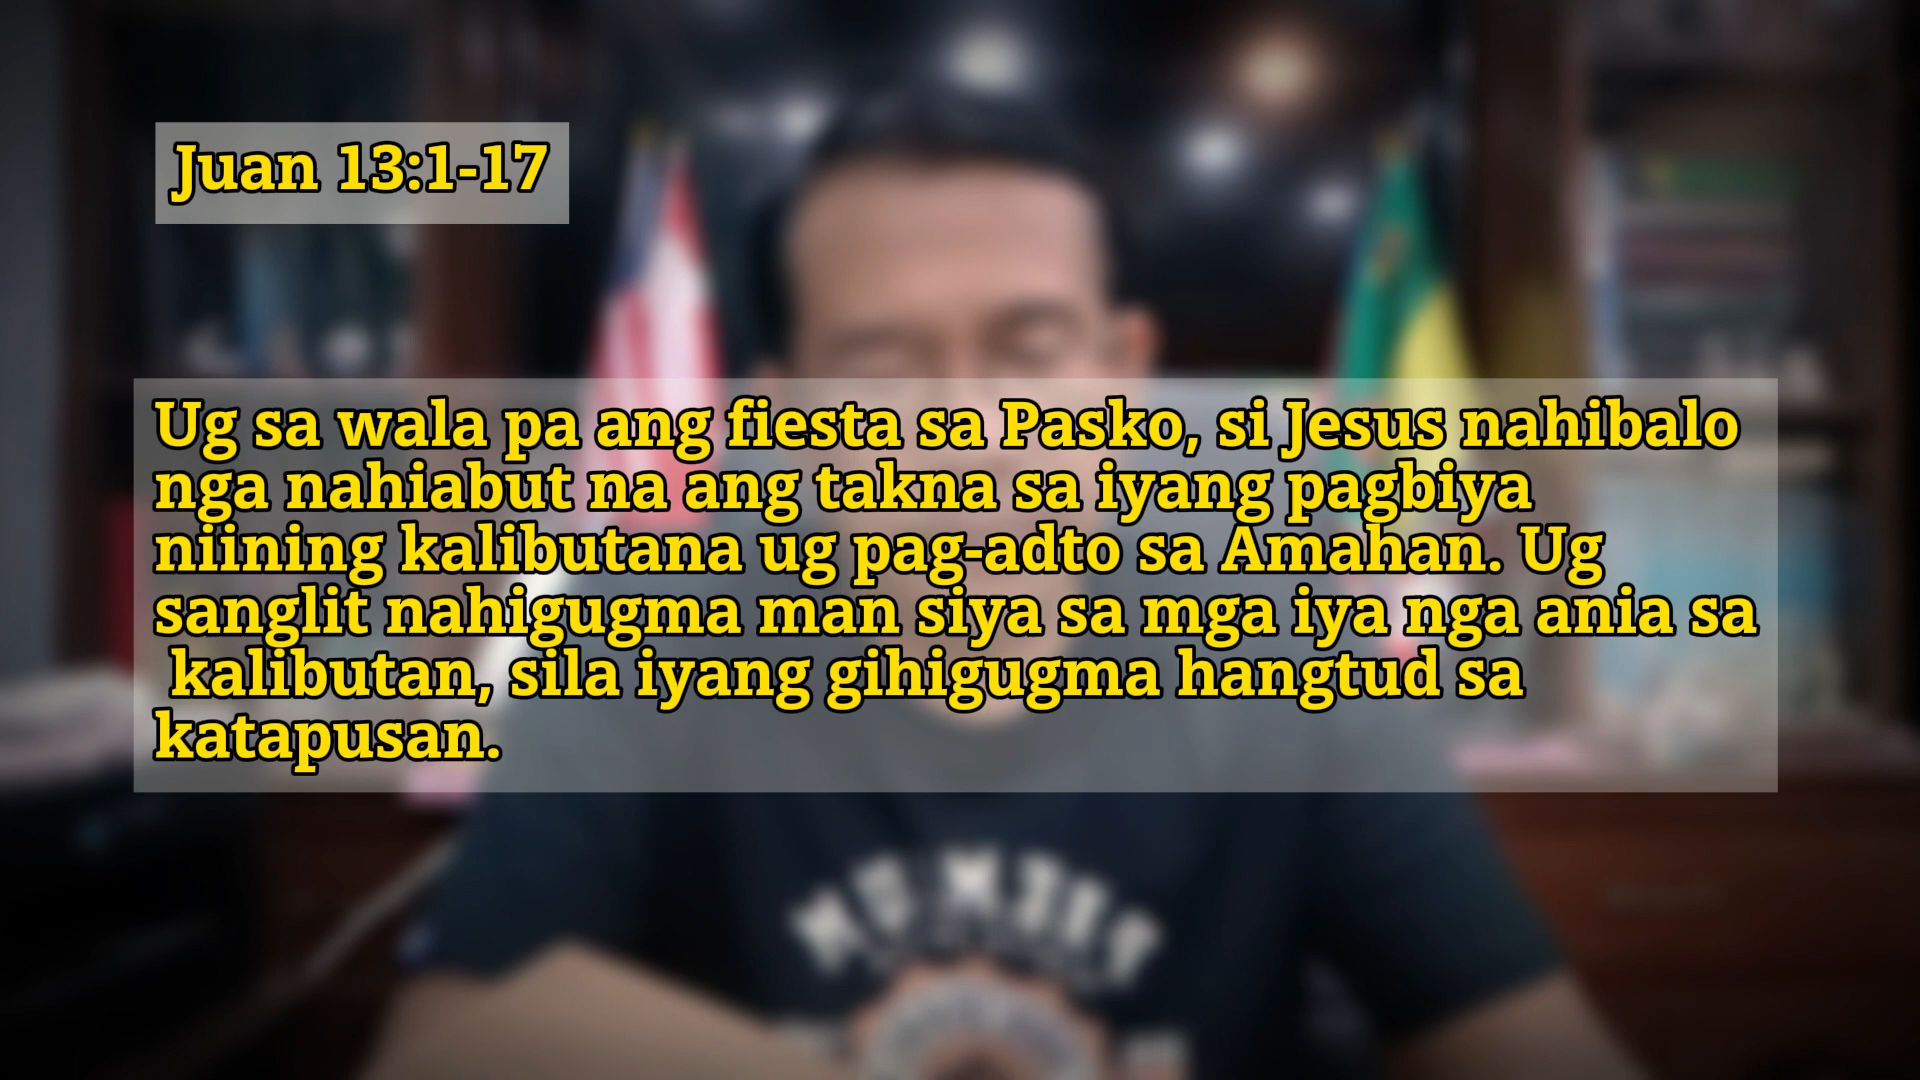 Juan 13:1-17
Ug sa wala pa ang fiesta sa Pasko, si Jesus nahibalo
nga nahiabut na ang takna sa iyang pagbiya
niining kalibutana ug pag-adto sa Amahan. Ug
sanglit nahigugma man siya sa mga iya nga ania sa
kalibutan, sila iyang gihigugma hangtud sa
katapusan.